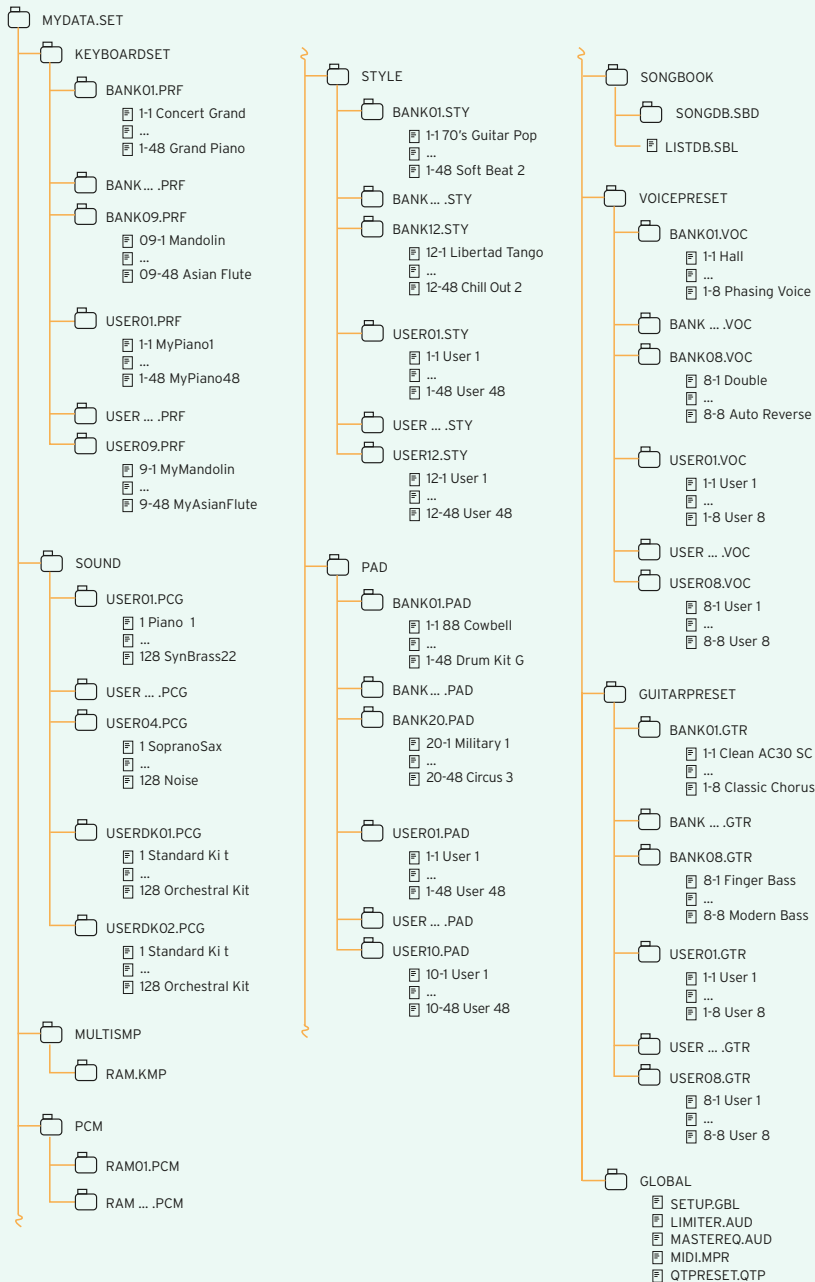 MYDATA.SET
KEYBOARDSET
BANK01.PRF
1-1 Concert Grand
...
1-48 Grand Piano
BANK... .PRF
BANK09.PRF
09-1 Mandolin
...
09-48 Asian Flute
USER01.PRF
1-1 MyPiano1
...
1-48 MyPiano48
USER ... .PRF
USER09.PRF
9-1 MyMandolin
...
9-48 MyAsianFlute
SOUND
USER01.PCG
1 Piano 1
...
128 SynBrass22
USER ... .PCG
USER04.PCG
1 SopranoSax
...
128 Noise
USERDK01.PCG
1 Standard Ki t
...
128 Orchestral Kit
USERDK02.PCG
1 Standard Ki t
...
128 Orchestral Kit
MULTISMP
RAM.KMP
PCM
RAM01.PCM
RAM ... .PCM
STYLE
BANK01.STY
1-1 70's Guitar Pop
...
1-48 Soft Beat 2
BANK... .STY
BANK12.STY
12-1 Libertad Tango
...
12-48 Chill Out 2
USER01.STY
1-1 User 1
...
1-48 User 48
USER ... .STY
USER12.STY
12-1 User 1
...
12-48 User 48
PAD
BANK01.PAD
1-1 88 Cowbell
...
1-48 Drum Kit G
BANK... .PAD
BANK20.PAD
20-1 Military 1
...
20-48 Circus 3
USER01.PAD
1-1 User 1
...
1-48 User 48
USER ... .PAD
USER10.PAD
10-1 User 1
...
10-48 User 48
SONGBOOK
SONGDB.SBD
LISTDB.SBL
VOICEPRESET
BANK01.VOC
1-1 Hall
...
1-8 Phasing Voice
BANK ... .VOC
BANK08.VOC
8-1 Double
...
8-8 Auto Reverse
USER01.VOC
1-1 User 1
...
1-8 User 8
USER ... .VOC
USER08.VOC
8-1 User 1
...
8-8 User 8
GUITARPRESET
BANK01.GTR
1-1 Clean AC30 SC
...
1-8 Classic Chorus
BANK ... .GTR
BANK08.GTR
8-1 Finger Bass
...
8-8 Modern Bass
USER01.GTR
1-1 User 1
...
1-8 User 8
USER ... .GTR
USER08.GTR
8-1 User 1
...
8-8 User 8
GLOBAL
SETUP.GBL
LIMITER.AUD
MASTEREQ.AUD
MIDI.MPR
QTPRESET.QTP